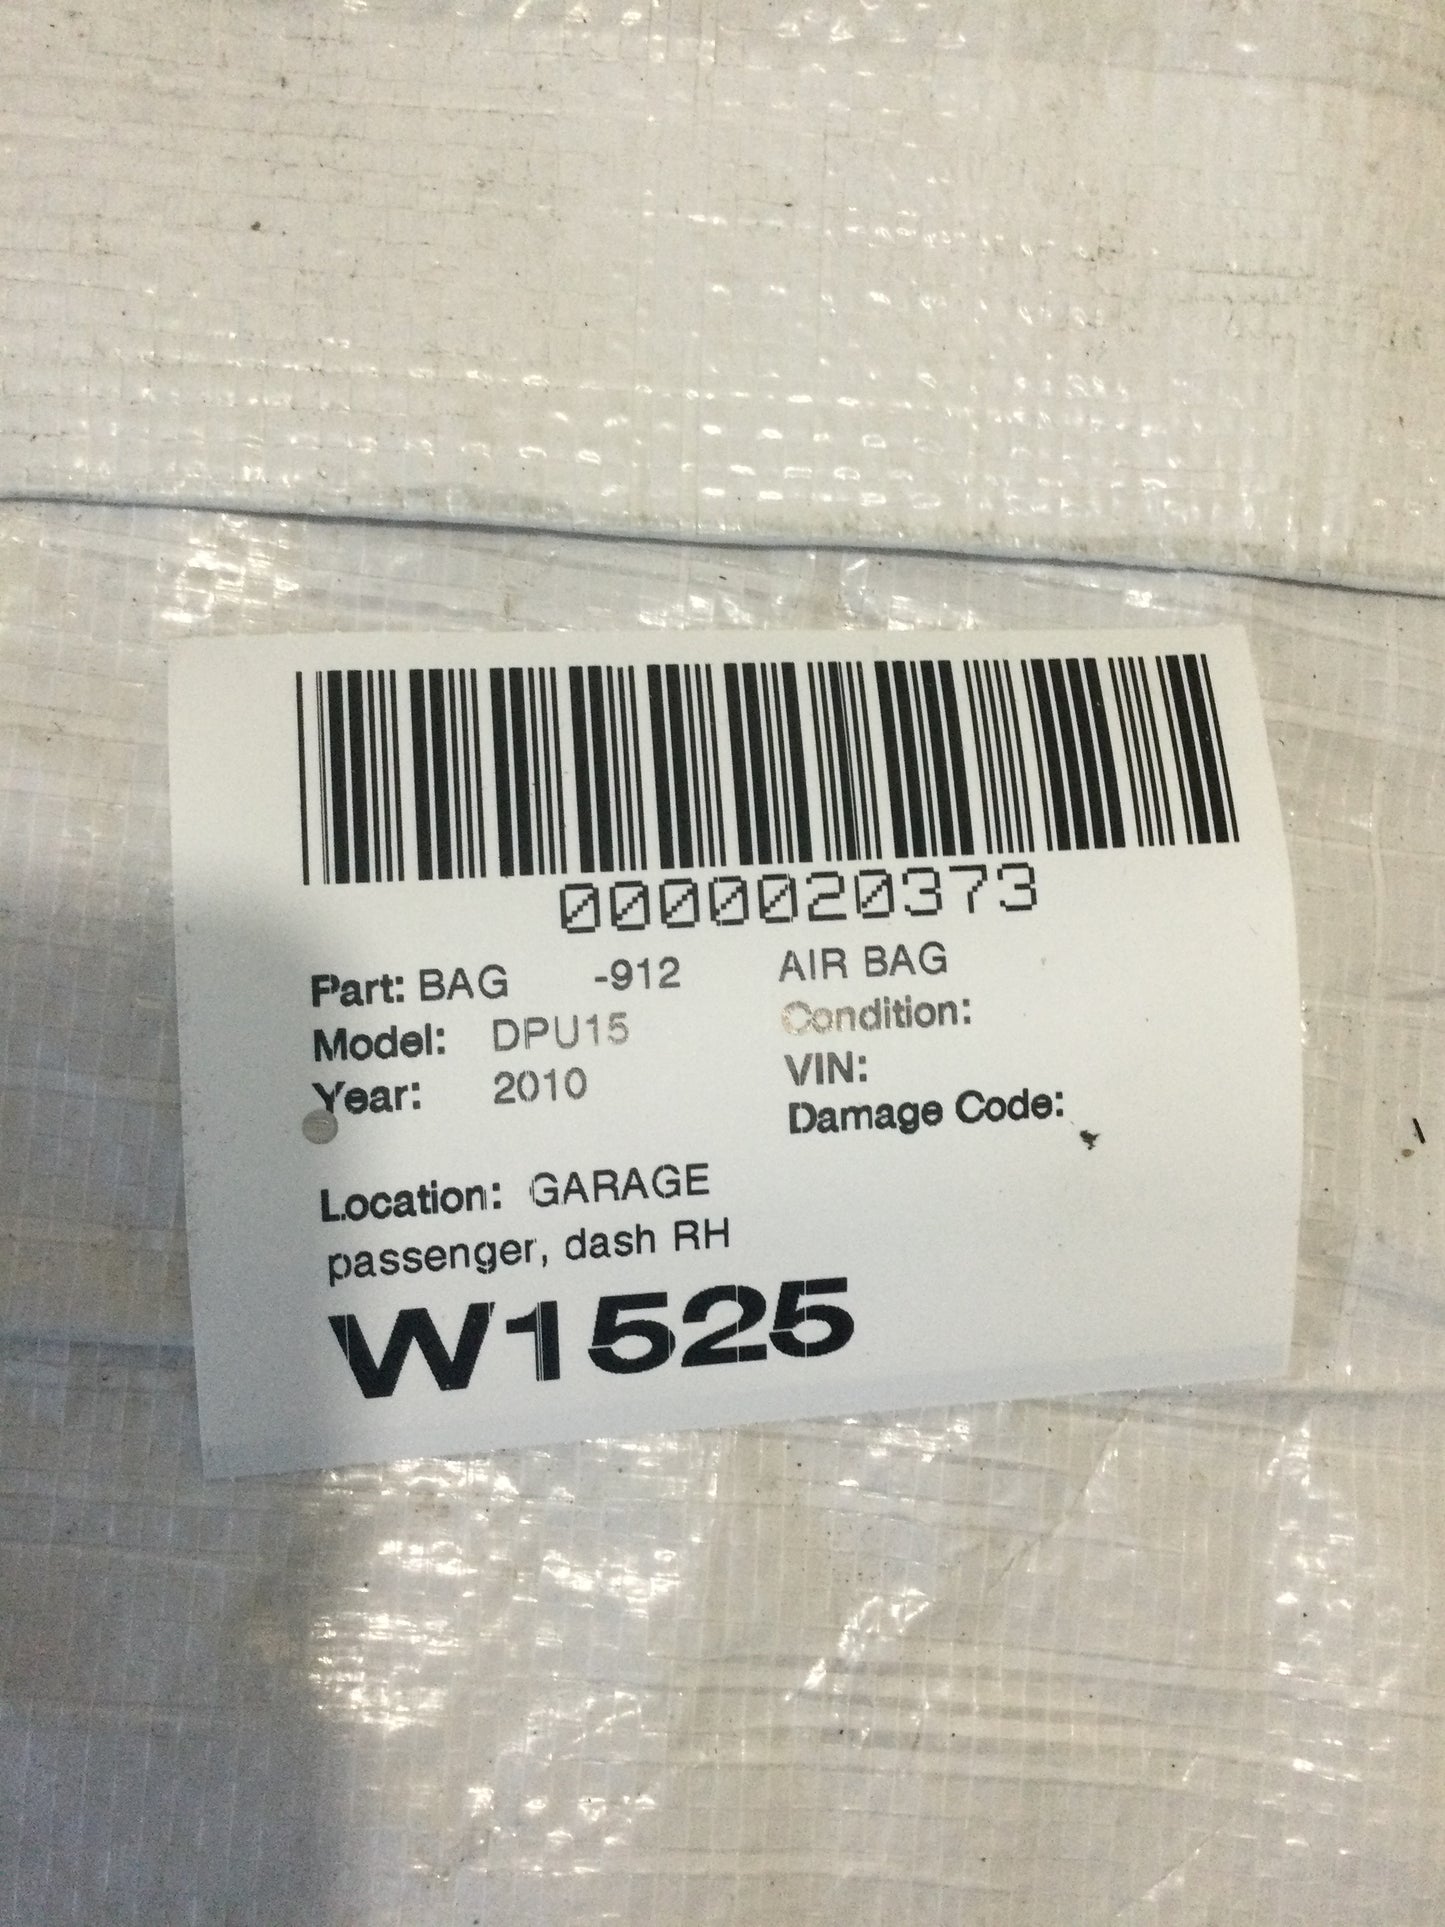 0000020373
Part: BAG -912 AIR BAG
Model: DPU15 Condition:
Year: 2010 VIN:
Damage Code:
Location: GARAGE
passenger, dash RH
W1525